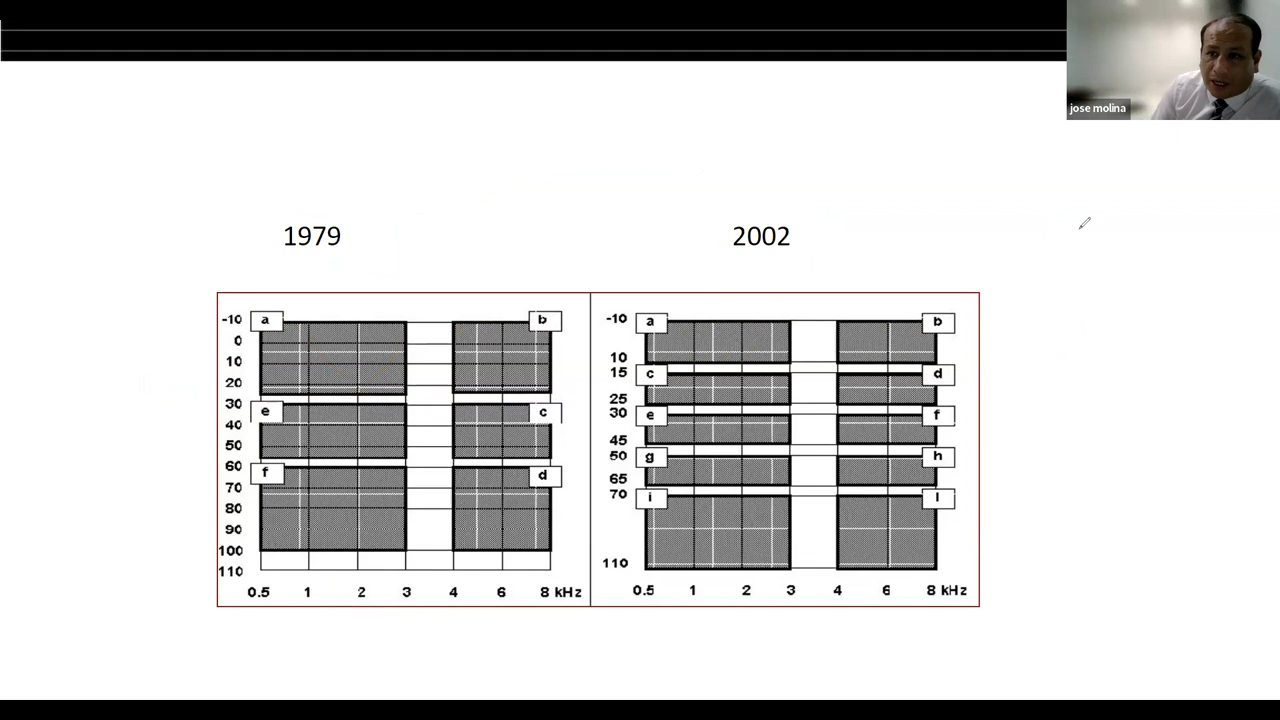 jose molina
1979
2002
-10
0
10
20
30
40
50
60
70
80
90
100
110
a
b
e
c
f
d
0.5 1 2 3 4 6 8 kHz
-10
10
15
25
30
45
50
65
70
110
a
b
c
d
e
f
g
h
i
l
0.5 1 2 3 4 6 8 kHz